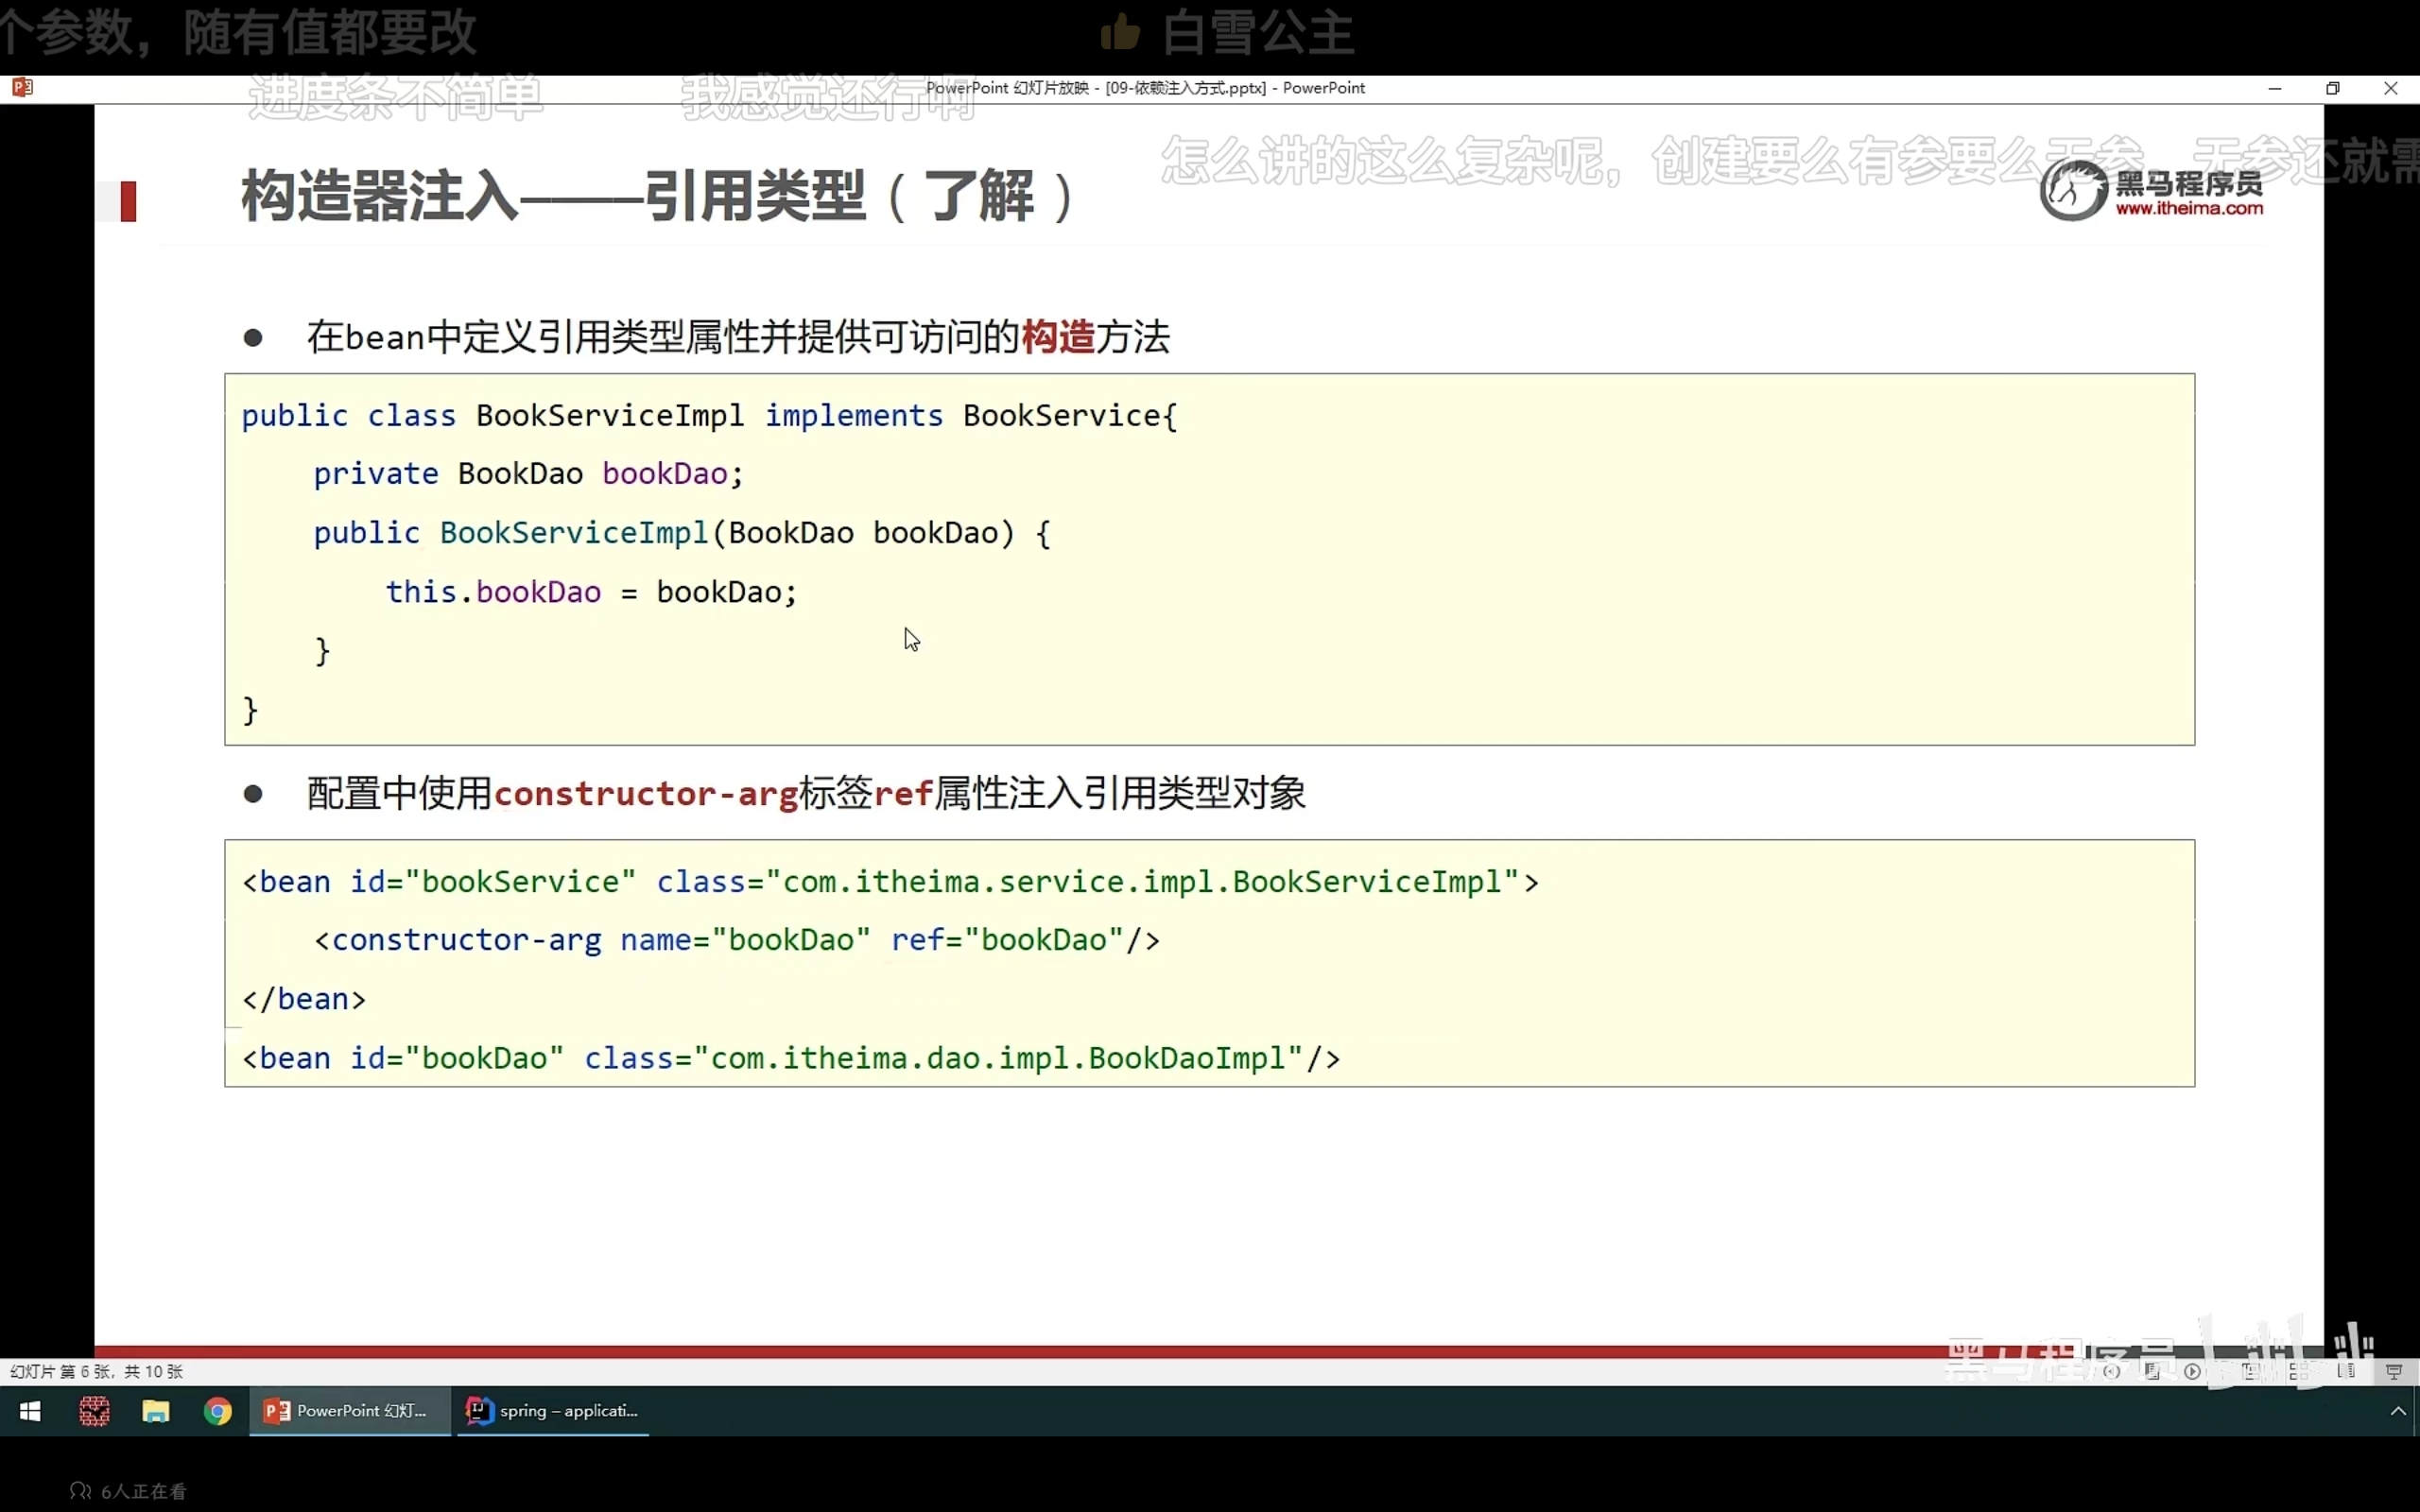 个参数，随有值都要改
白雪公主
进度条不简单
我感觉还行啊
PowerPoint 幻灯片放映 - [09-依赖注入方式.pptx] - PowerPoint
怎么讲的这么复杂呢，创建要么有参要么无参，无参还就需
构造器注入——引用类型（了解）
黑马程序员
www.itheima.com
● 在bean中定义引用类型属性并提供可访问的构造方法
public class BookServiceImpl implements BookService{
    private BookDao bookDao;
    public BookServiceImpl(BookDao bookDao) {
        this.bookDao = bookDao;
    }
}
● 配置中使用constructor-arg标签ref属性注入引用类型对象
<bean id="bookService" class="com.itheima.service.impl.BookServiceImpl">
    <constructor-arg name="bookDao" ref="bookDao"/>
</bean>
<bean id="bookDao" class="com.itheima.dao.impl.BookDaoImpl"/>
黑马程序员
幻灯片 第 6 张，共 10 张
PowerPoint 幻灯...
spring – applicati...
6人正在看